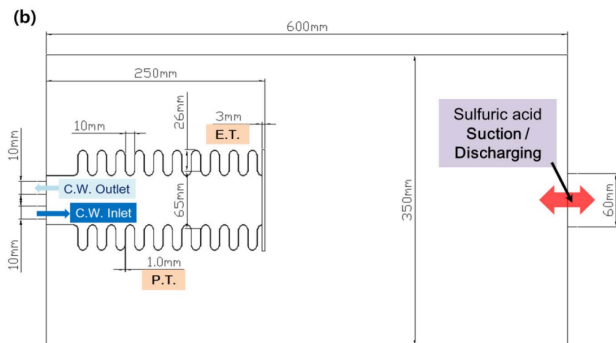 (b)
600mm
250mm
10mm
26mm
3mm
E.T.
Sulfuric acid
Suction /
Discharging
10mm
C.W. Outlet
C.W. Inlet
65mm
350mm
60mm
10mm
1.0mm
P.T.